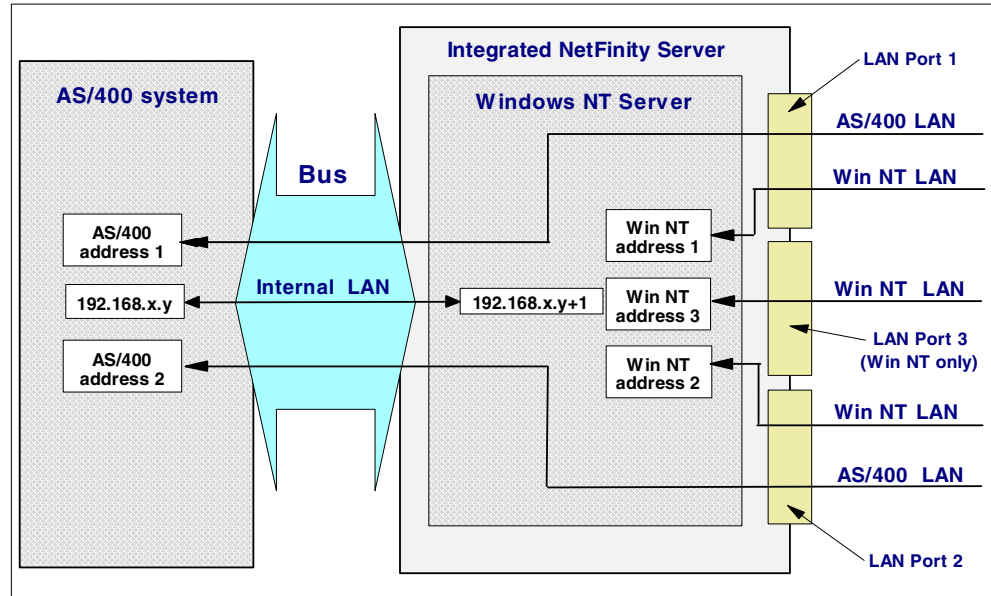 Integrated NetFinity Server
LAN Port 1
AS/400 system
Windows NT Server
AS/400 LAN
Bus
Win NT LAN
AS/400
address 1
Win NT
address 1
Internal LAN
192.168.x.y
192.168.x.y+1
Win NT
address 3
Win NT LAN
LAN Port 3
(Win NT only)
AS/400
address 2
Win NT
address 2
Win NT LAN
AS/400 LAN
LAN Port 2